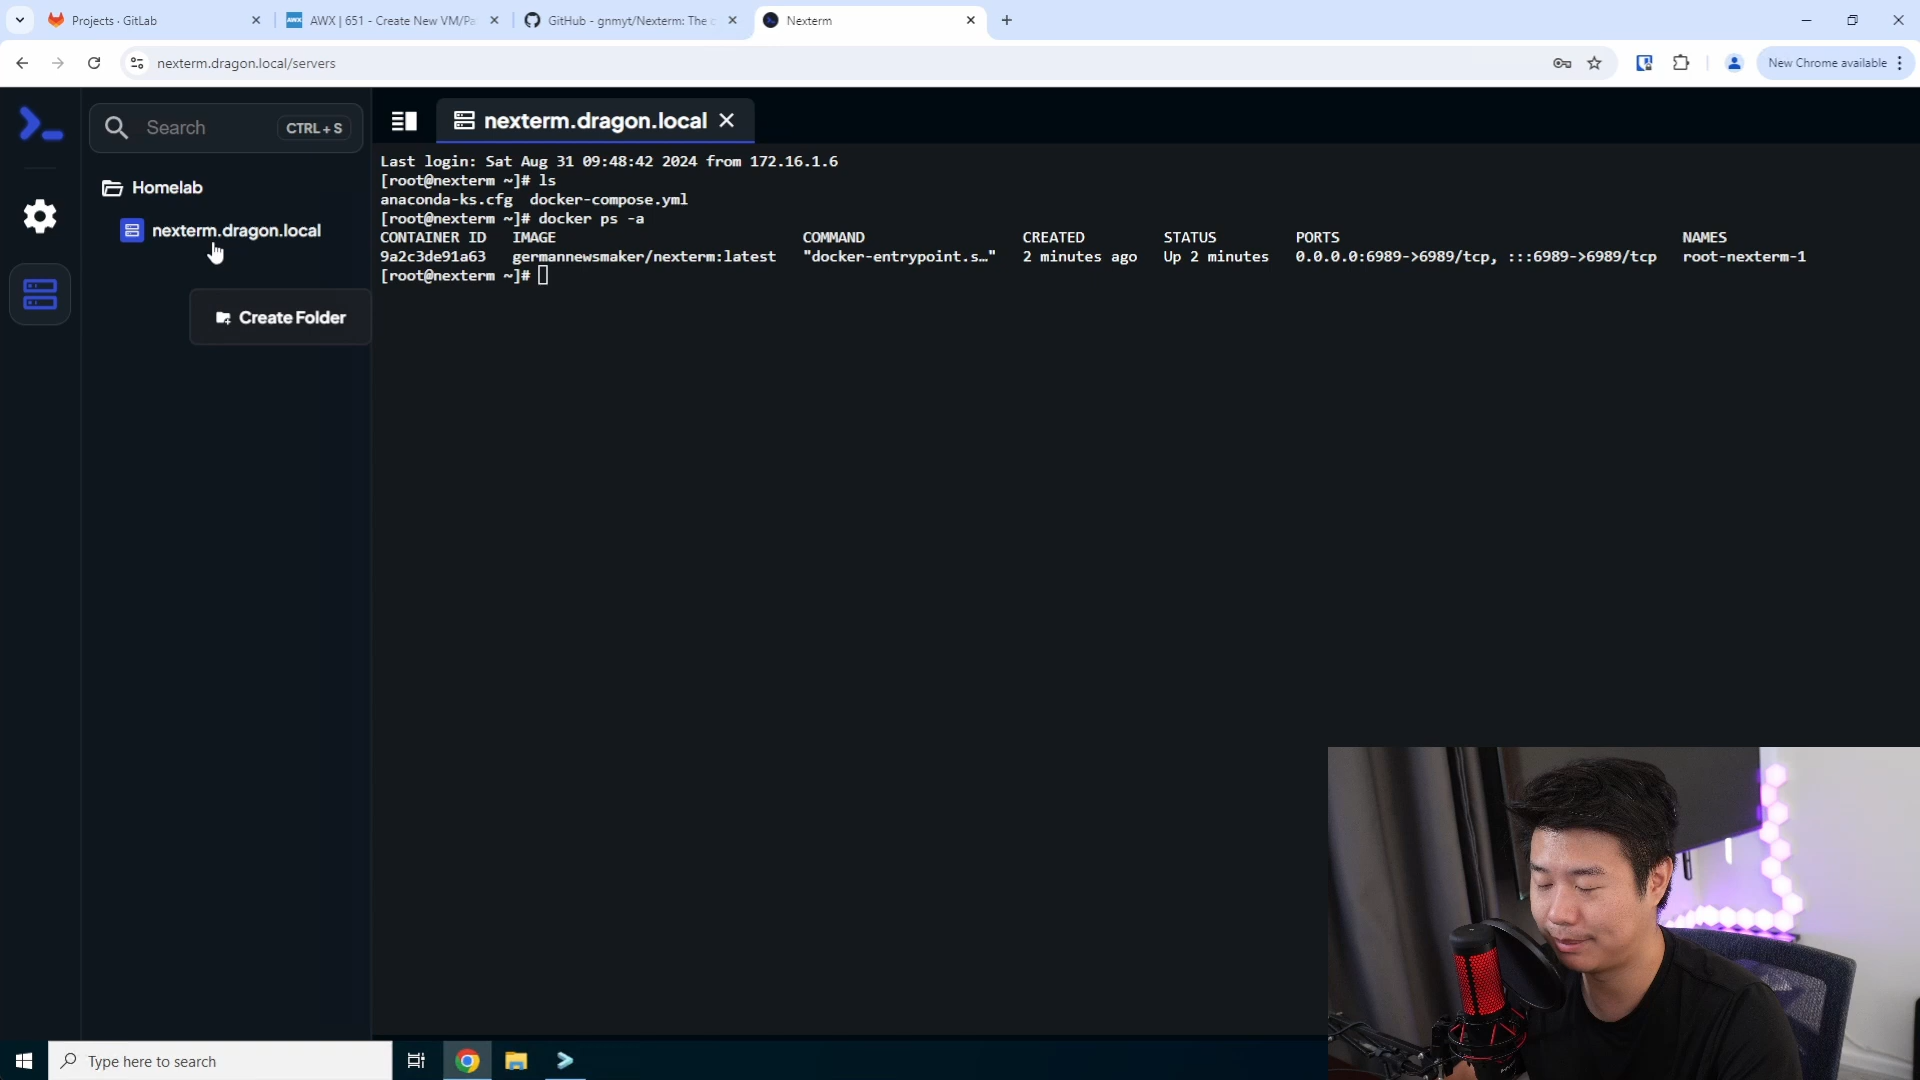 Projects · GitLab
AWX | 651 - Create New VM/Pa
GitHub - gnmyt/Nexterm: The o
Nexterm
nexterm.dragon.local/servers
New Chrome available
Search
CTRL + S
Homelab
nexterm.dragon.local
Create Folder
nexterm.dragon.local
Last login: Sat Aug 31 09:48:42 2024 from 172.16.1.6
[root@nexterm ~]# ls
anaconda-ks.cfg docker-compose.yml
[root@nexterm ~]# docker ps -a
CONTAINER ID IMAGE COMMAND CREATED STATUS PORTS NAMES
9a2c3de91a63 germannewsmaker/nexterm:latest "docker-entrypoint.s…" 2 minutes ago Up 2 minutes 0.0.0.0:6989->6989/tcp, :::6989->6989/tcp root-nexterm-1
[root@nexterm ~]#
Type here to search